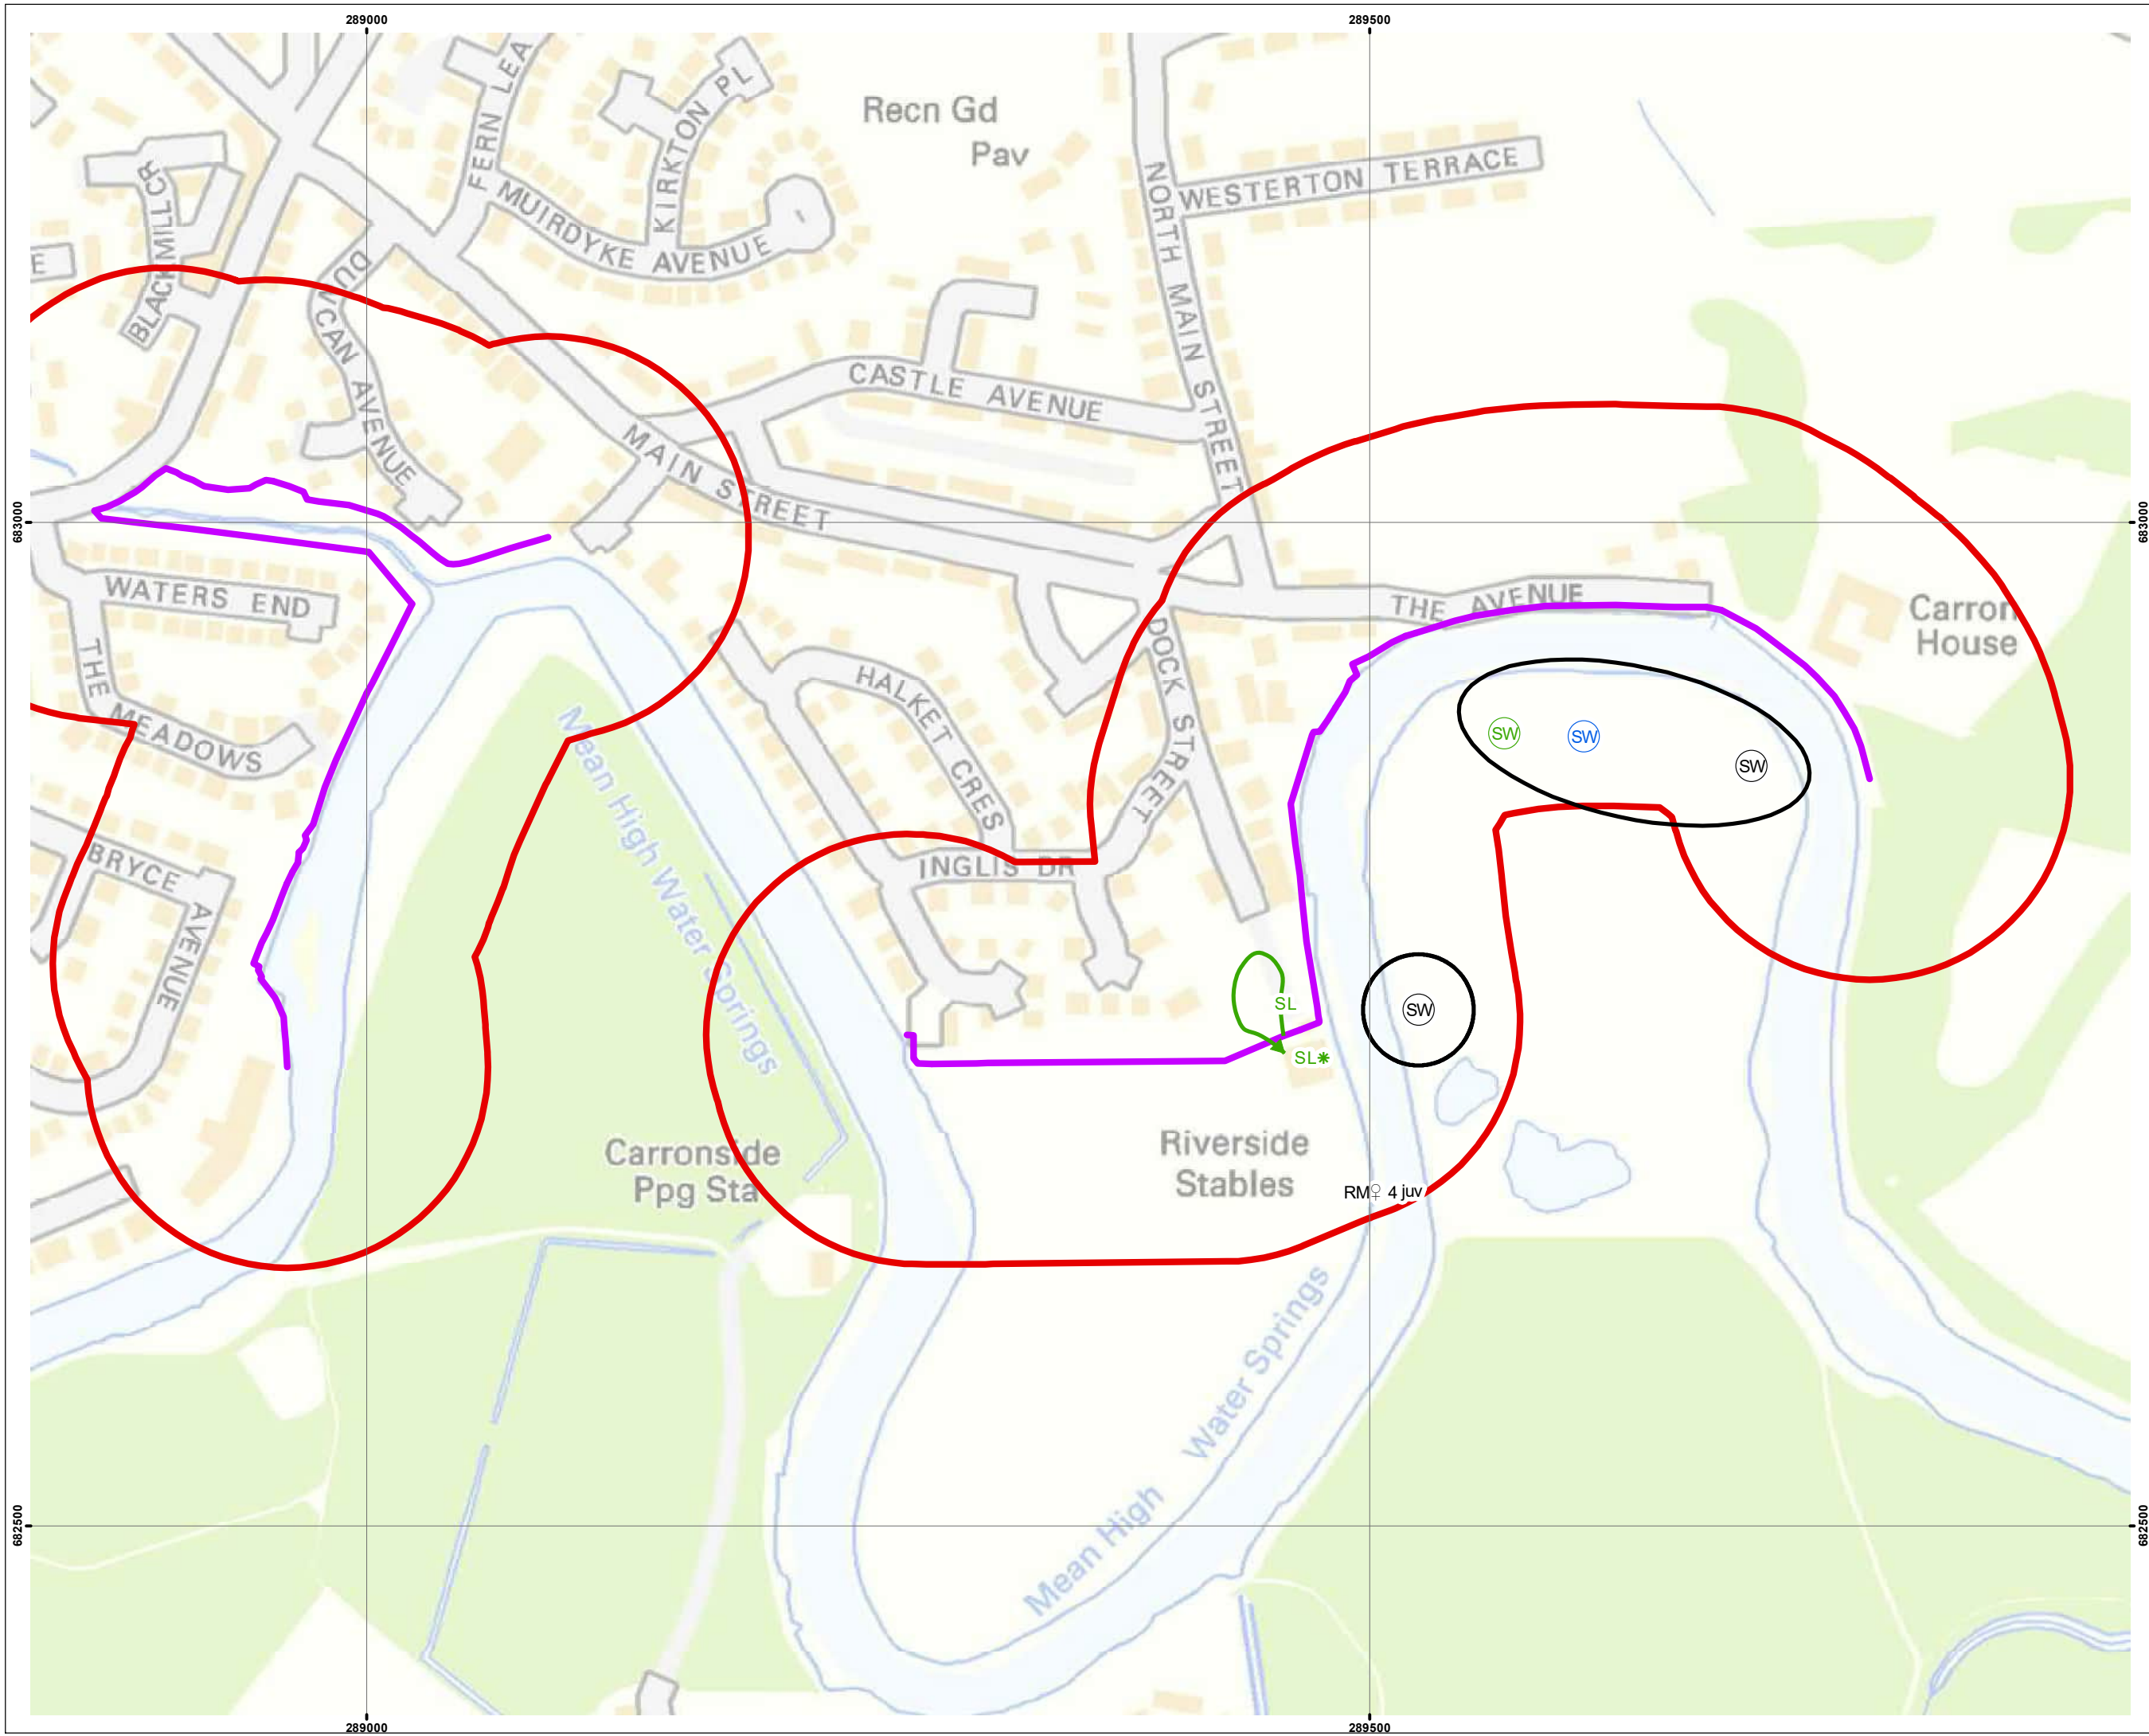 289000
289500
FERN LEA
KIRKTON PL
Recn Gd
Pav
BLACKMILL CR
MUIRDYKE AVENUE
NORTH MAIN STREET
WESTERTON TERRACE
E
DUNCAN AVENUE
CASTLE AVENUE
MAIN STREET
683000
683000
WATERS END
THE AVENUE
Carron
House
THE
MEADOWS
HALKET CRES
DOCK STREET
SW
SW
SW
Mean High Water Springs
BRYCE
AVENUE
INGLIS DR
SL
SW
SL*
Carronside
Ppg Sta
Riverside
Stables
RM♀ 4 juv
Mean High Water Springs
682500
682500
289000
289500